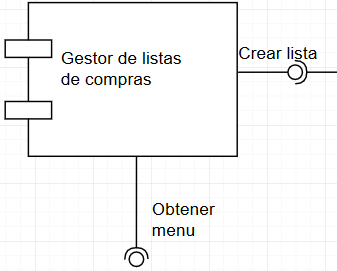 Gestor de listas
de compras
Crear lista
Obtener
menu